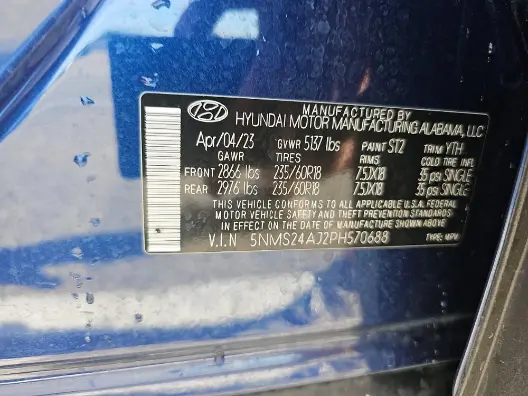 MANUFACTURED BY
HYUNDAI MOTOR MANUFACTURING ALABAMA, LLC
Apr/04/23 GVWR 5137 lbs PAINT ST2 TRIM YTH
GAWR TIRES RIMS COLD TIRE INFL
FRONT 2866 lbs 235/60R18 7.5JX18 35 psi SINGLE
REAR 2976 lbs 235/60R18 7.5JX18 35 psi SINGLE
THIS VEHICLE CONFORMS TO ALL APPLICABLE FEDERAL
MOTOR VEHICLE SAFETY AND THEFT PREVENTION STANDARDS
IN EFFECT ON THE DATE OF MANUFACTURE SHOWN ABOVE
V.I.N 5NMS24AJ2PH570688 TYPE: MPV